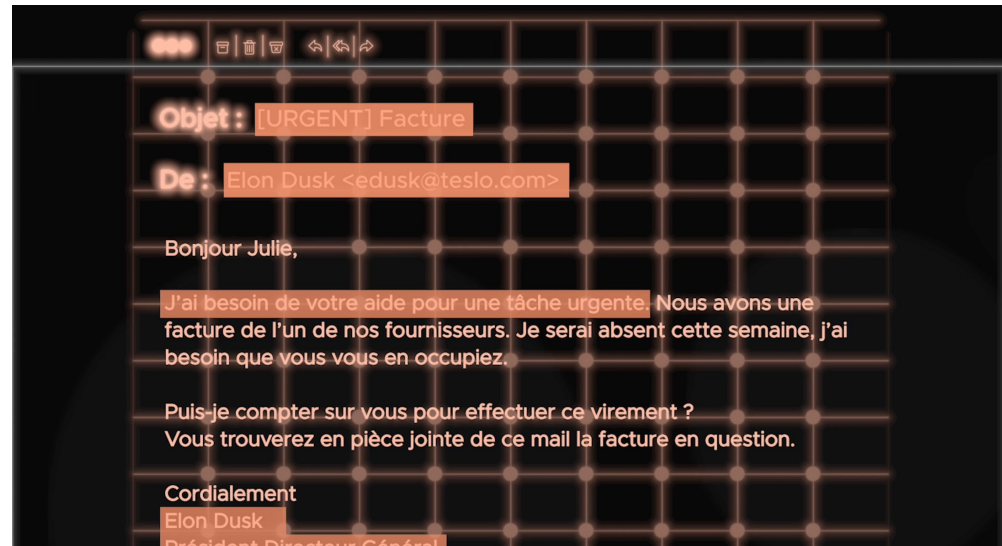 Objet : [URGENT] Facture
De : Elon Dusk <edusk@teslo.com>
Bonjour Julie,
J'ai besoin de votre aide pour une tâche urgente. Nous avons une
facture de l'un de nos fournisseurs. Je serai absent cette semaine, j'ai
besoin que vous vous en occupiez.
Puis-je compter sur vous pour effectuer ce virement ?
Vous trouverez en pièce jointe de ce mail la facture en question.
Cordialement
Elon Dusk
Président Directeur Général